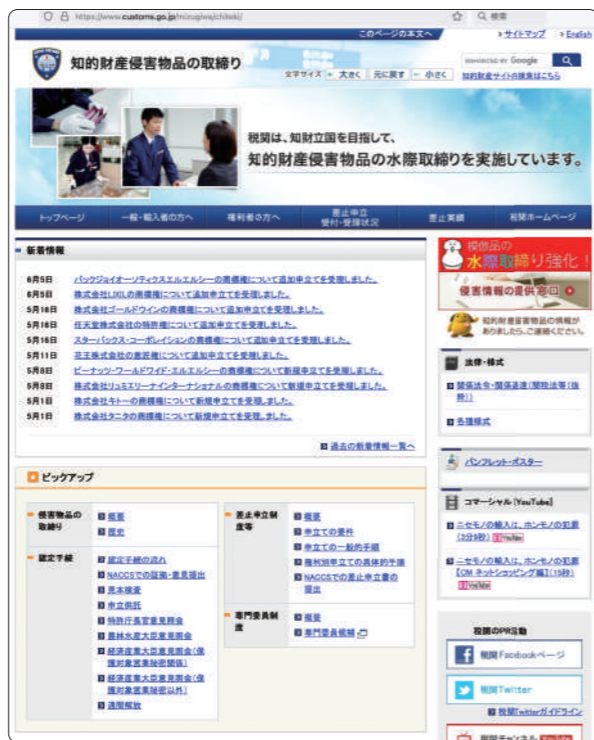 https://www.customs.go.jp/mizugiwa/chiteki/
検索
このページの本文へ
サイトマップ
English
知的財産侵害物品の取締り
文字サイズ + 大きく 元に戻す - 小さく
ENHANCED BY Google
知的財産サイトの検索はこちら
税関は、知財立国を目指して、
知的財産侵害物品の水際取締りを実施しています。
トップページ
一般・輸入者の方へ
権利者の方へ
差止申立
受付・受理状況
差止実績
税関ホームページ
新着情報
6月5日 バックジョイオーソティクスエルエルシーの商標権について追加申立てを受理しました。
6月5日 株式会社LIXILの商標権について追加申立てを受理しました。
5月18日 株式会社ゴールドウインの商標権について追加申立てを受理しました。
5月16日 任天堂株式会社の特許権について追加申立てを受理しました。
5月16日 スターバックス・コーポレイションの商標権について追加申立てを受理しました。
5月11日 花王株式会社の意匠権について追加申立てを受理しました。
5月8日 ピーナッツ・ワールドワイド・エルエルシーの商標権について新規申立てを受理しました。
5月8日 株式会社リュミエリーナインターナショナルの商標権について新規申立てを受理しました。
5月1日 株式会社キトーの商標権について新規申立てを受理しました。
5月1日 株式会社タニタの商標権について新規申立てを受理しました。
過去の新着情報一覧へ
ピックアップ
侵害物品の
取締り
概要
歴史
認定手続
認定手続の流れ
NACCSでの証拠・意見提出
見本検査
申立供託
特許庁長官意見照会
農林水産大臣意見照会
経済産業大臣意見照会(保
護対象営業秘密関係)
経済産業大臣意見照会(保
護対象営業秘密以外)
通関解放
差止申立制
度等
概要
申立ての要件
申立ての一般的手順
権利別申立ての具体的手順
NACCSでの差止申立書の
提出
専門委員制
度
概要
専門委員候補
模倣品の
水際取締り強化!
侵害情報の提供窓口
知的財産侵害物品の情報が
ありましたら、ご連絡ください。
法律・様式
関係法令・関係通達(関税法等(抜
粋))
各種様式
パンフレット・ポスター
コマーシャル [YouTube]
ニセモノの輸入は、ホンモノの犯罪
(2分9秒) YouTube
ニセモノの輸入は、ホンモノの犯罪
【CM ネットショッピング編】(15秒)
YouTube
税関のPR活動
税関Facebookページ
税関Twitter
税関Twitterガイドライン
税関チャンネル YouTube